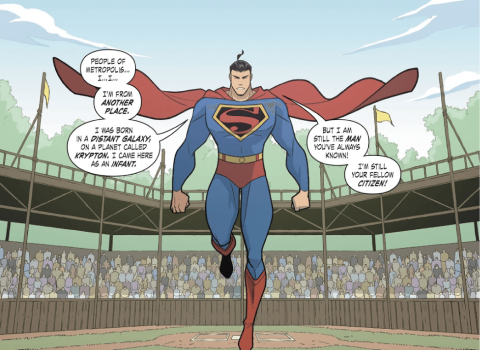 PEOPLE OF
METROPOLIS...
I...I...
I'M FROM
ANOTHER
PLACE.
I WAS BORN
IN A DISTANT GALAXY,
ON A PLANET CALLED
KRYPTON. I CAME HERE
AS AN INFANT.
BUT I AM
STILL THE MAN
YOU'VE ALWAYS
KNOWN!
I'M STILL
YOUR FELLOW
CITIZEN!
S